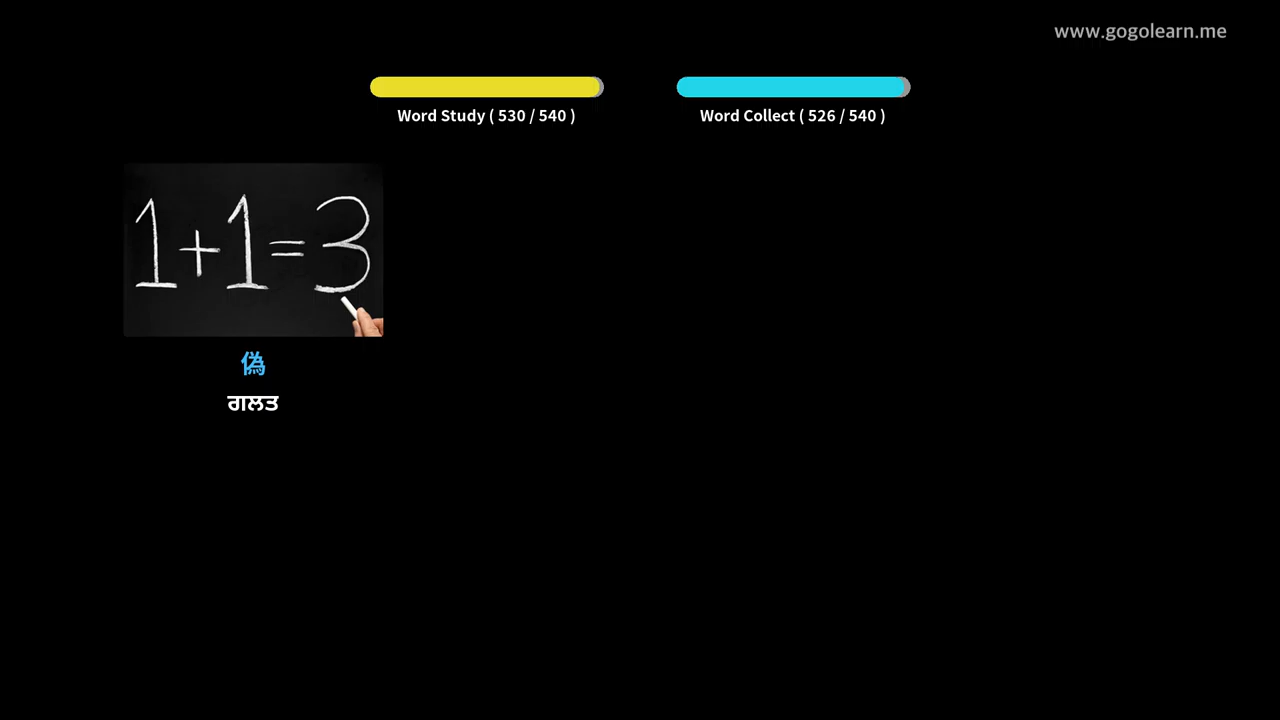 www.gogolearn.me
Word Study ( 530 / 540 )
Word Collect ( 526 / 540 )
1+1=3
偽
ਗਲਤ